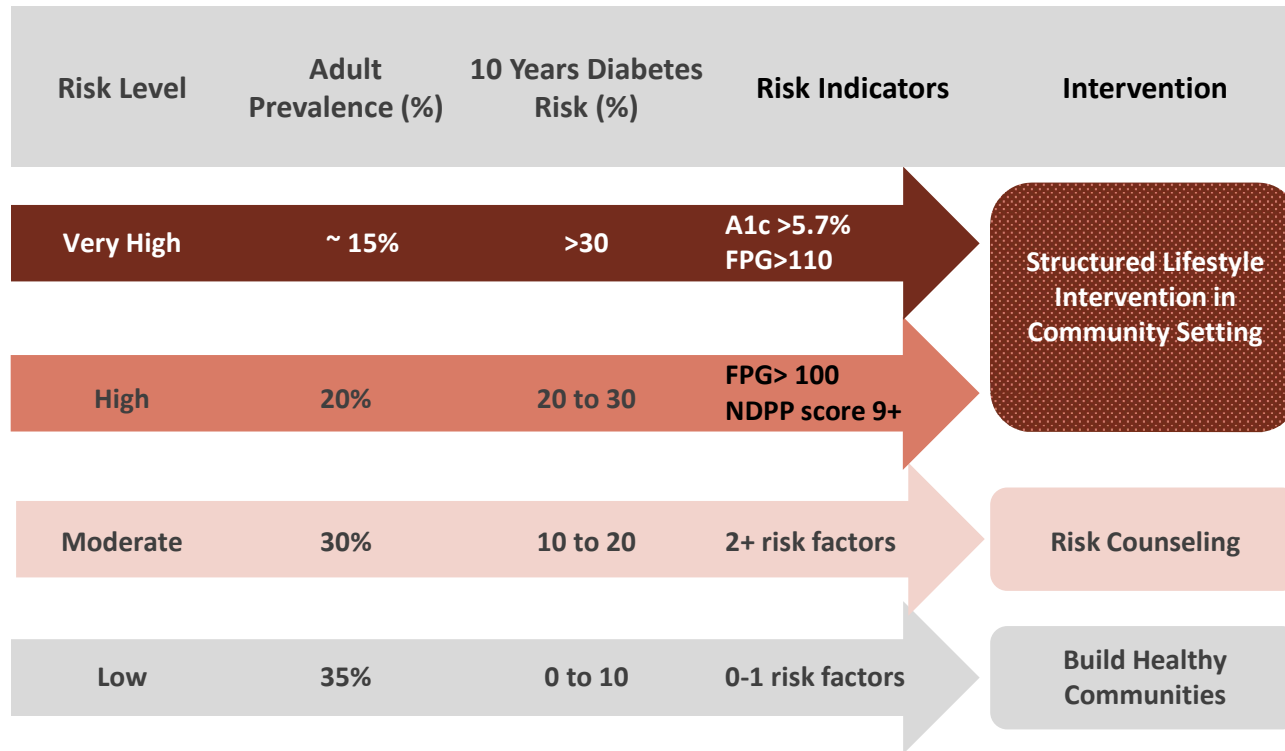 Risk Level
Adult
Prevalence (%)
10 Years Diabetes
Risk (%)
Risk Indicators
Intervention
Very High
~ 15%
>30
A1c >5.7%
FPG>110
Structured Lifestyle
Intervention in
Community Setting
High
20%
20 to 30
FPG> 100
NDPP score 9+
Moderate
30%
10 to 20
2+ risk factors
Risk Counseling
Low
35%
0 to 10
0-1 risk factors
Build Healthy
Communities